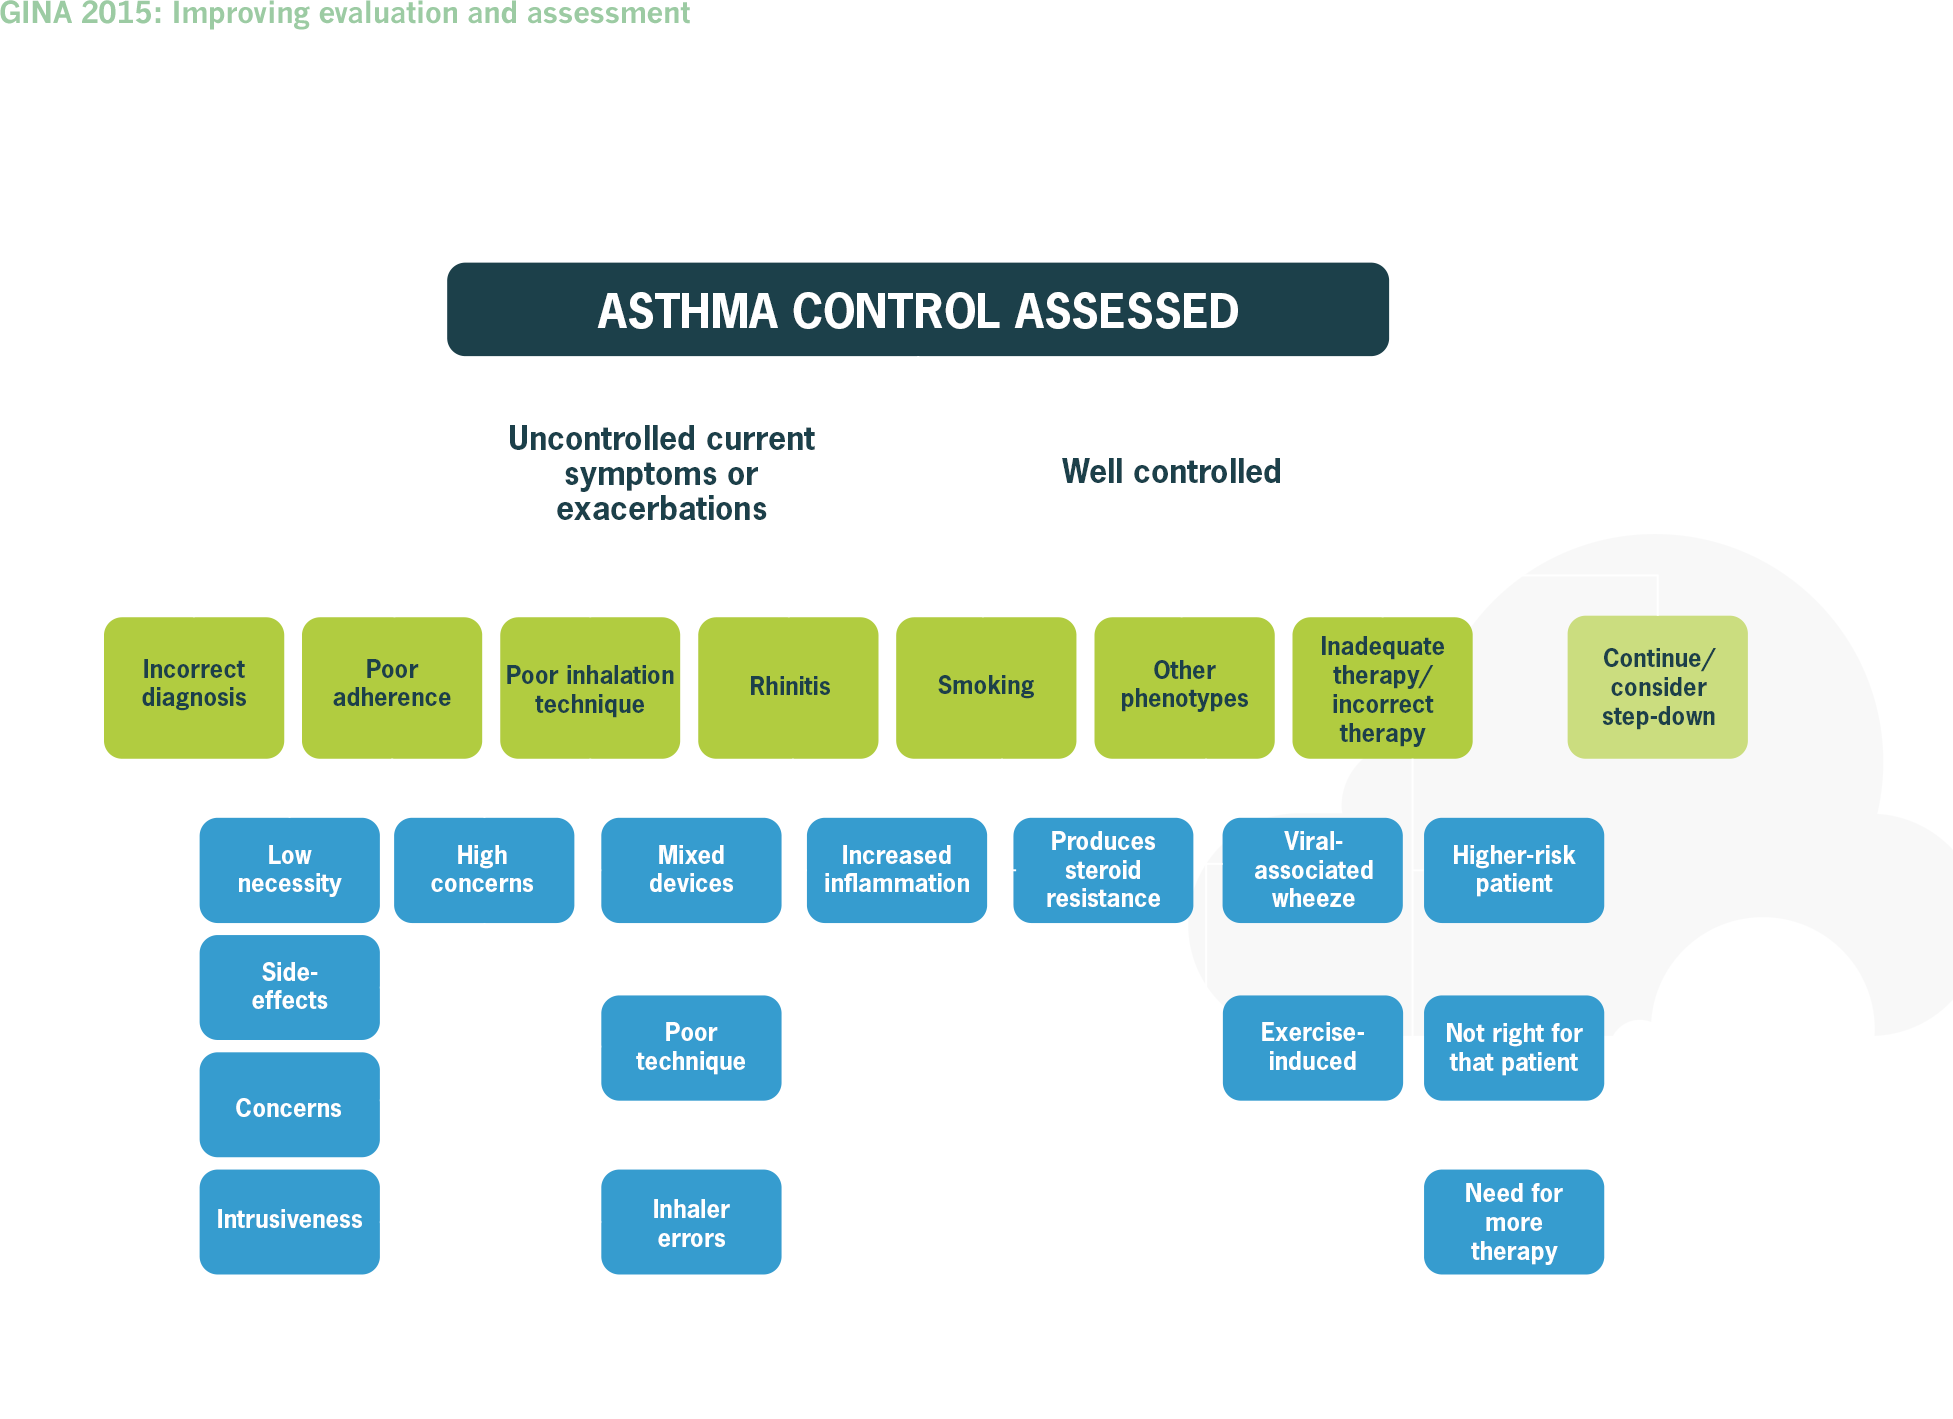 GINA 2015: Improving evaluation and assessment
ASTHMA CONTROL ASSESSED
Uncontrolled current
symptoms or
exacerbations
Well controlled
Incorrect
diagnosis
Poor
adherence
Poor inhalation
technique
Rhinitis
Smoking
Other
phenotypes
Inadequate
therapy/
incorrect
therapy
Continue/
consider
step-down
Low
necessity
High
concerns
Mixed
devices
Increased
inflammation
Produces
steroid
resistance
Viral-
associated
wheeze
Higher-risk
patient
Side-
effects
Poor
technique
Exercise-
induced
Not right for
that patient
Concerns
Intrusiveness
Inhaler
errors
Need for
more
therapy